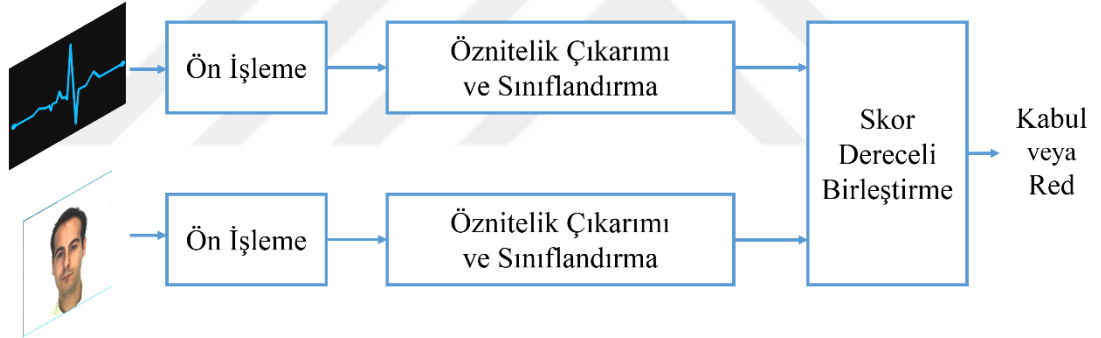 Ön İşleme
Öznitelik Çıkarımı
ve Sınıflandırma
Skor
Dereceli
Birleştirme
Kabul
veya
Red
Ön İşleme
Öznitelik Çıkarımı
ve Sınıflandırma